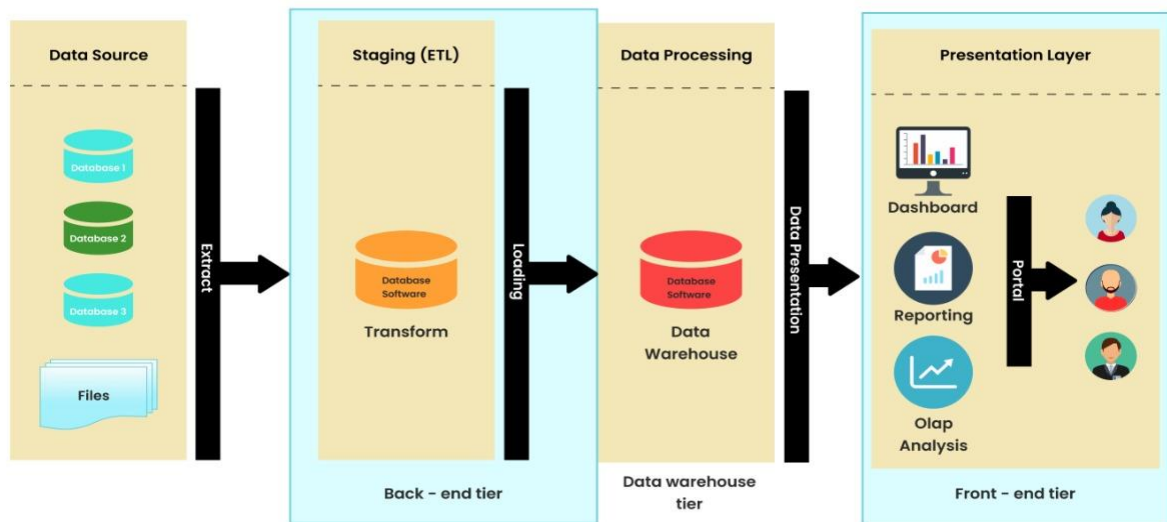 Data Source
Database 1
Database 2
Database 3
Files
Extract
Staging (ETL)
Database
Software
Transform
Loading
Back - end tier
Data Processing
Database
Software
Data
Warehouse
Data warehouse
tier
Data Presentation
Presentation Layer
Dashboard
Reporting
Olap
Analysis
Portal
Front - end tier